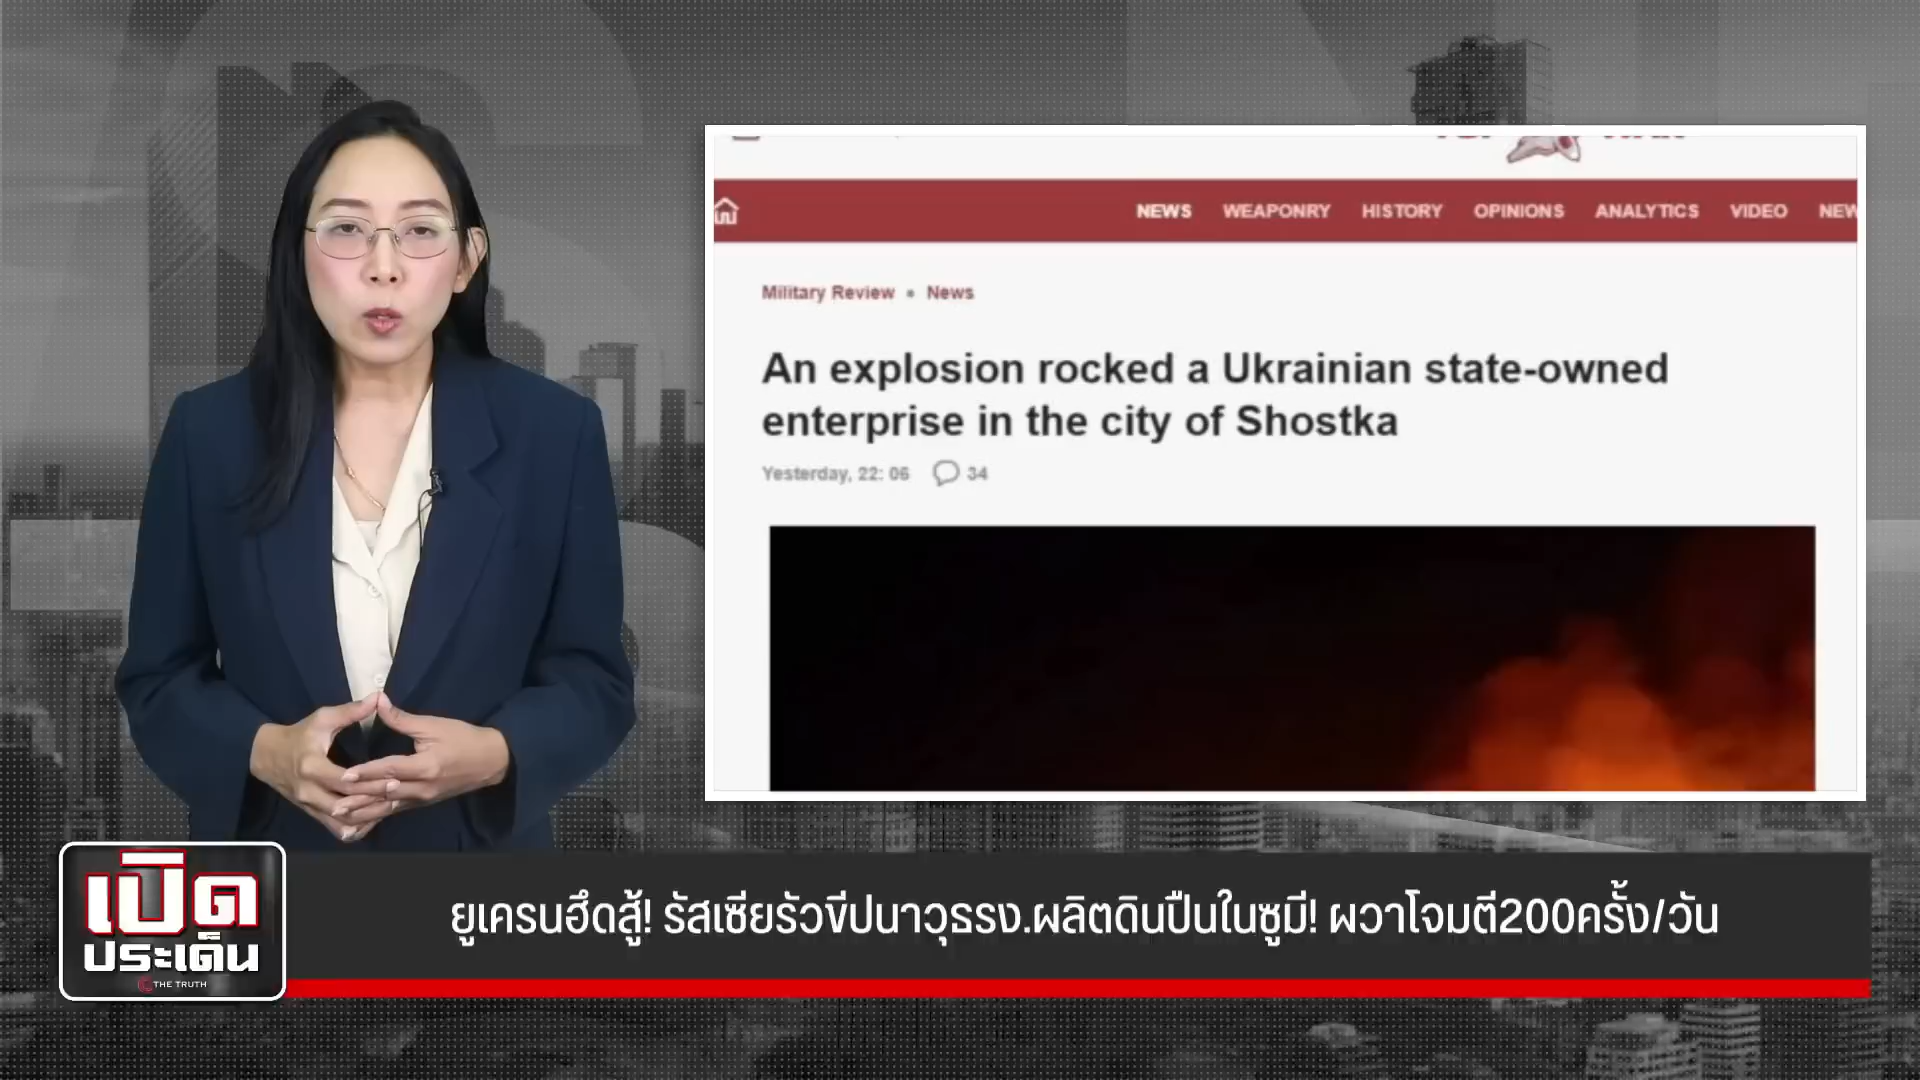 NEWS WEAPONRY HISTORY OPINIONS ANALYTICS VIDEO
Military Review • News
An explosion rocked a Ukrainian state-owned
enterprise in the city of Shostka
Yesterday, 22: 06 34
เปิด
ประเด็น
THE TRUTH
ยูเครนฮึดสู้! รัสเซียรัวขีปนาวุธรง.ผลิตดินปืนในซูมี! ผวาโจมตี200ครั้ง/วัน